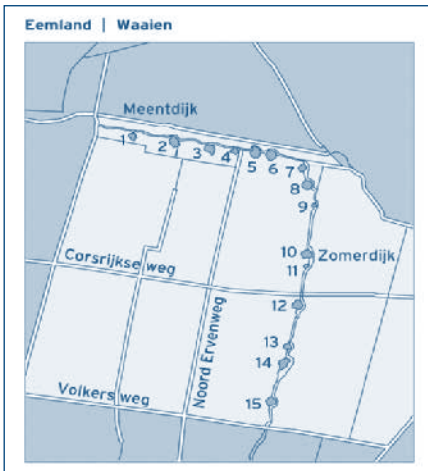 Eemland | Waaien
Meentdijk
1
2
3
4
5
6
7
8
9
10
Zomerdijk
11
Corsrijkse weg
12
Noord Ervenweg
13
14
Volkers weg
15